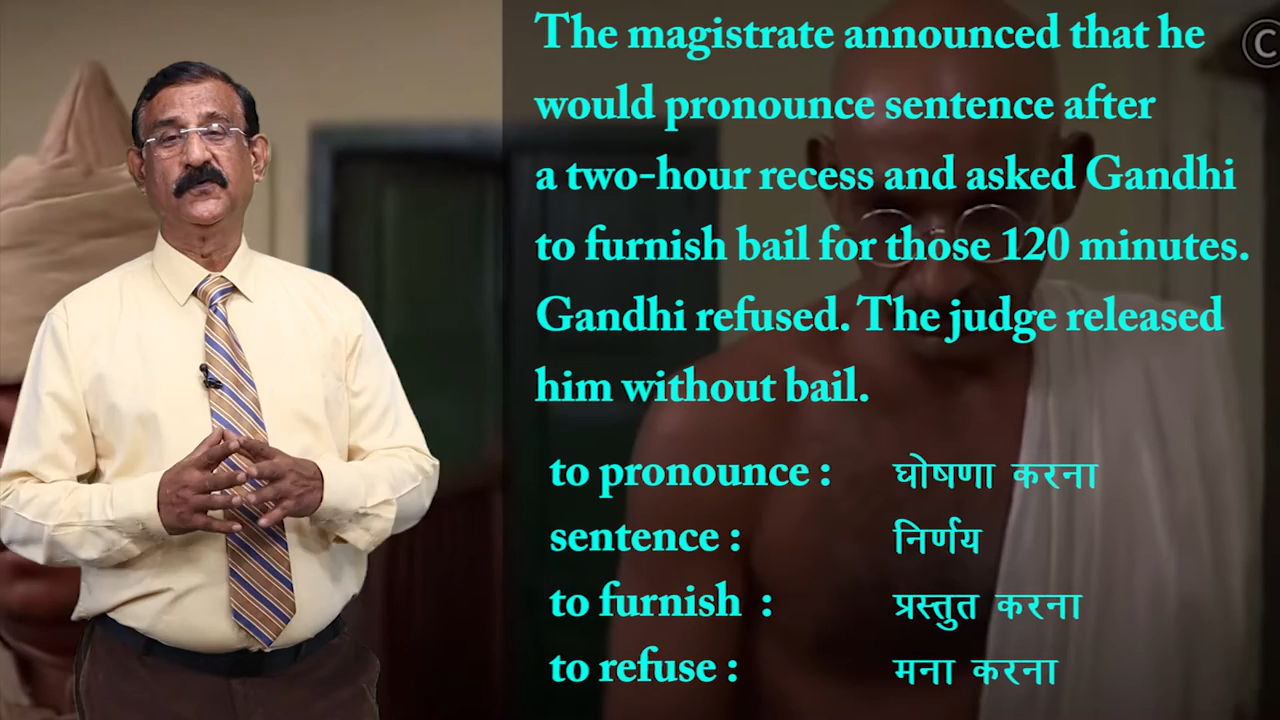 The magistrate announced that he
would pronounce sentence after
a two-hour recess and asked Gandhi
to furnish bail for those 120 minutes.
Gandhi refused. The judge released
him without bail.
to pronounce : घोषणा करना
sentence : निर्णय
to furnish : प्रस्तुत करना
to refuse : मना करना
©